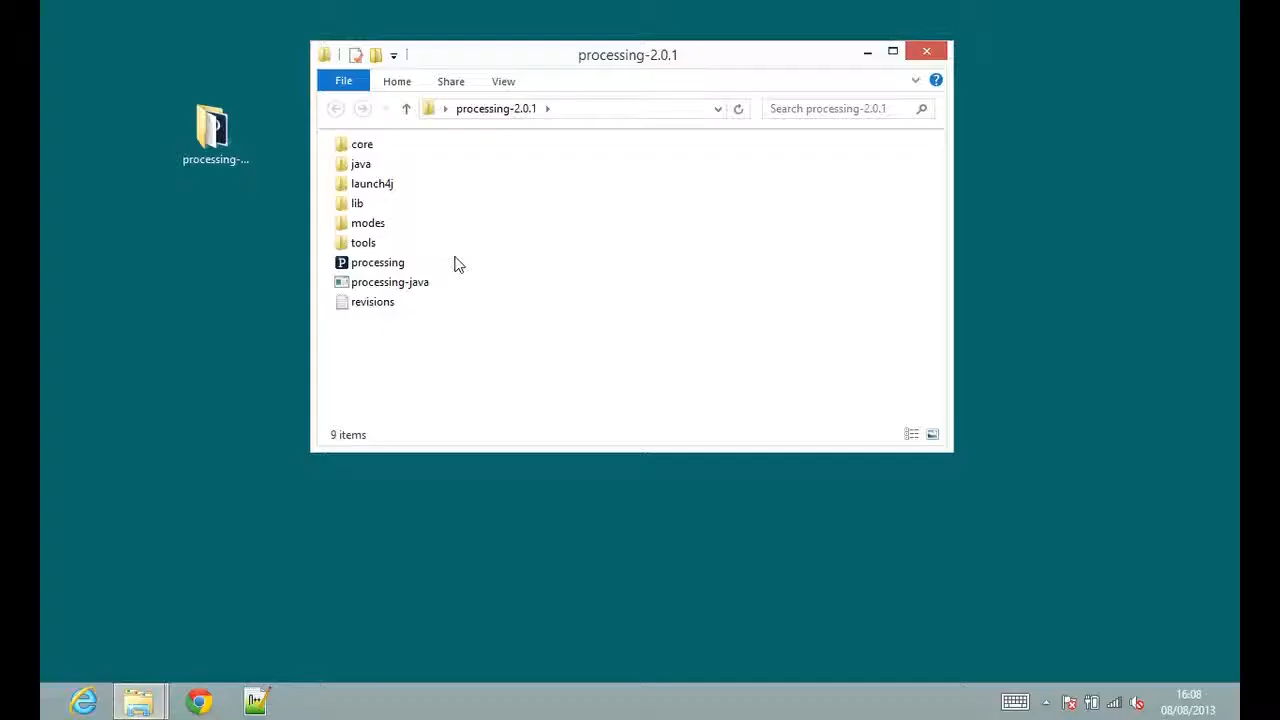 processing-2.0.1
File Home Share View
processing-2.0.1
Search processing-2.0.1
core
java
launch4j
lib
modes
tools
processing
processing-java
revisions
9 items
processing-...
16:08
08/08/2013